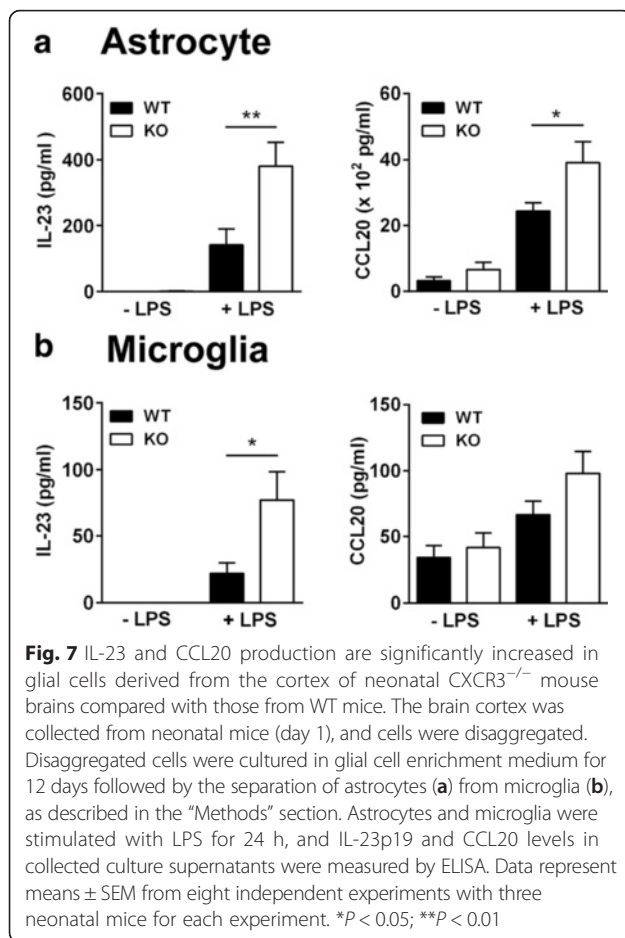 a Astrocyte
600
400
200
0
IL-23 (pg/ml)
WT
KO
**
- LPS
+ LPS
60
40
20
0
CCL20 (x 10² pg/ml)
WT
KO
*
- LPS
+ LPS
b Microglia
150
100
50
0
IL-23 (pg/ml)
WT
KO
*
- LPS
+ LPS
150
100
50
0
CCL20 (pg/ml)
WT
KO
- LPS
+ LPS
Fig. 7 IL-23 and CCL20 production are significantly increased in
glial cells derived from the cortex of neonatal CXCR3⁻/⁻ mouse
brains compared with those from WT mice. The brain cortex was
collected from neonatal mice (day 1), and cells were disaggregated.
Disaggregated cells were cultured in glial cell enrichment medium for
12 days followed by the separation of astrocytes (a) from microglia (b),
as described in the “Methods” section. Astrocytes and microglia were
stimulated with LPS for 24 h, and IL-23p19 and CCL20 levels in
collected culture supernatants were measured by ELISA. Data represent
means ± SEM from eight independent experiments with three
neonatal mice for each experiment. *P < 0.05; **P < 0.01